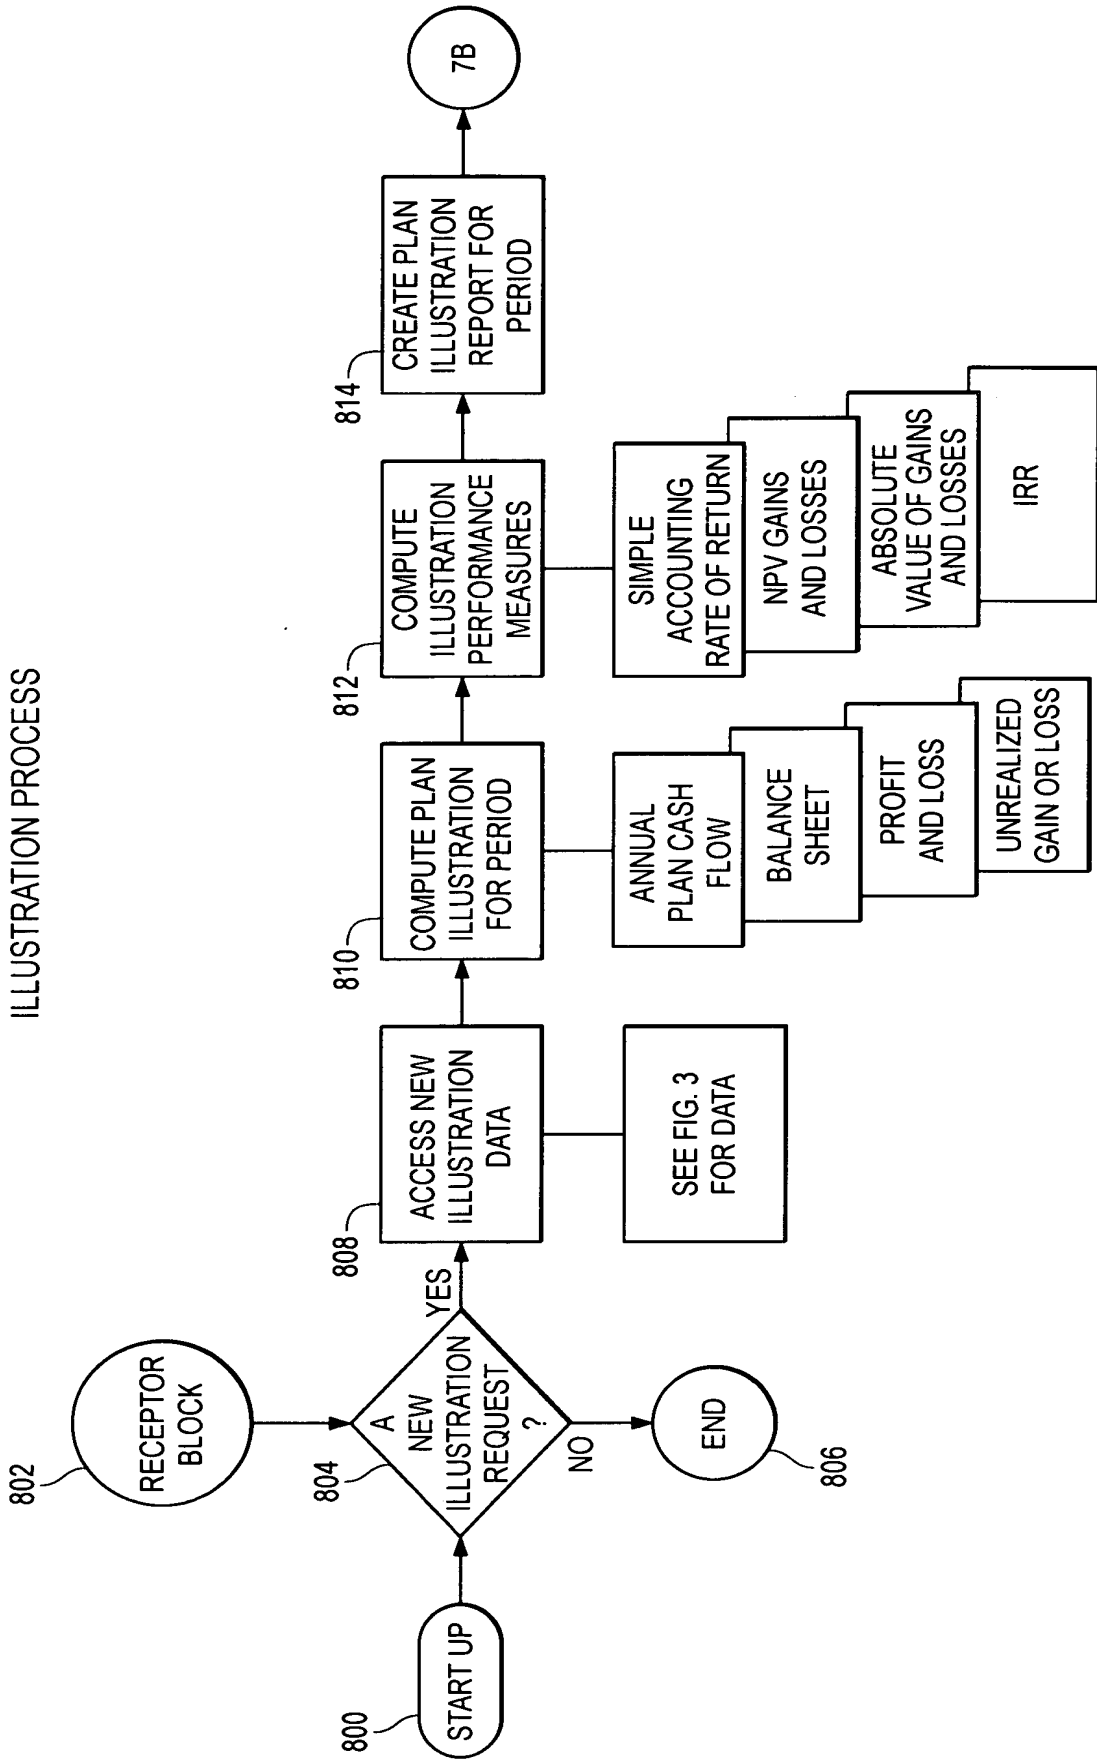 ILLUSTRATION PROCESS
802
RECEPTOR
BLOCK
800
START UP
804
A
NEW
ILLUSTRATION
REQUEST
?
YES
NO
END
806
808
ACCESS NEW
ILLUSTRATION
DATA
SEE FIG. 3
FOR DATA
810
COMPUTE PLAN
ILLUSTRATION
FOR PERIOD
ANNUAL
PLAN CASH
FLOW
BALANCE
SHEET
PROFIT
AND LOSS
UNREALIZED
GAIN OR LOSS
812
COMPUTE
ILLUSTRATION
PERFORMANCE
MEASURES
SIMPLE
ACCOUNTING
RATE OF RETURN
NPV GAINS
AND LOSSES
ABSOLUTE
VALUE OF GAINS
AND LOSSES
IRR
814
CREATE PLAN
ILLUSTRATION
REPORT FOR
PERIOD
7B